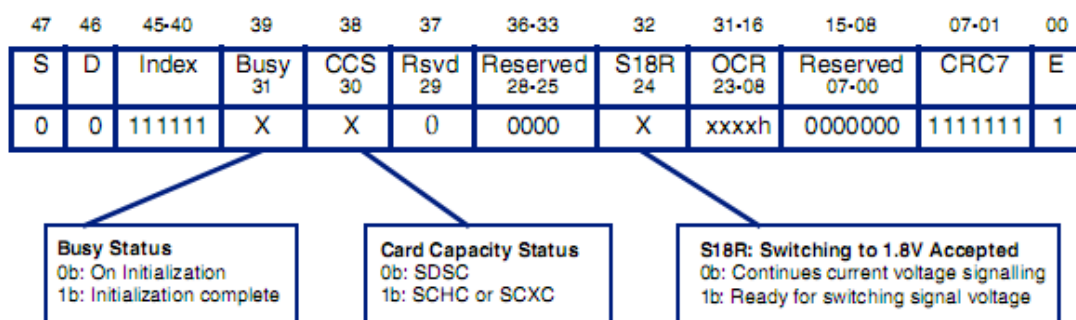 47 46 45-40 39 38 37 36-33 32 31-16 15-08 07-01 00
S D Index Busy CCS Rsvd Reserved S18R OCR Reserved CRC7 E
31 30 29 28-25 24 23-08 07-00
0 0 111111 X X 0 0000 X xxxxh 0000000 1111111 1
Busy Status
0b: On Initialization
1b: Initialization complete
Card Capacity Status
0b: SDSC
1b: SCHC or SCXC
S18R: Switching to 1.8V Accepted
0b: Continues current voltage signalling
1b: Ready for switching signal voltage